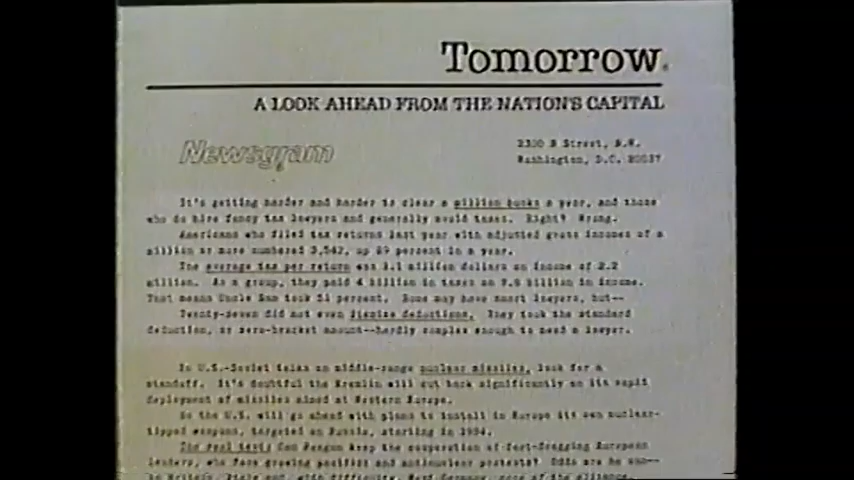 Tomorrow
A LOOK AHEAD FROM THE NATION'S CAPITAL
Newsgram
2300 N Street, N.W.
Washington, D.C. 20037
It's getting harder and harder to clear a million bucks a year, and those
who do hire fancy tax lawyers and generally avoid taxes. Right? Wrong.
Americans who filed tax returns last year with adjusted gross incomes of a
million or more numbered 3,542, up 29 percent in a year.
The average tax per return was 1.1 million dollars on income of 2.2
million. As a group, they paid 4 billion in taxes on 7.8 billion in income.
That means Uncle Sam took 51 percent. Some may have smart lawyers, but--
Twenty-seven did not even itemize deductions. They took the standard
deduction, or zero-bracket amount--hardly complex enough to need a lawyer.
In U.S.-Soviet talks on middle-range nuclear missiles, look for a
standoff. It's doubtful the Kremlin will cut back significantly on its rapid
deployment of missiles aimed at Western Europe.
So the U.S. will go ahead with plans to install in Europe its own nuclear-
tipped weapons, targeted on Russia, starting in 1984.
The real test: Can Reagan keep the cooperation of foot-dragging European
leaders, who face growing pacifist and antinuclear protests? Odds are he can--
in Britain, Italy and, with difficulty, West Germany,